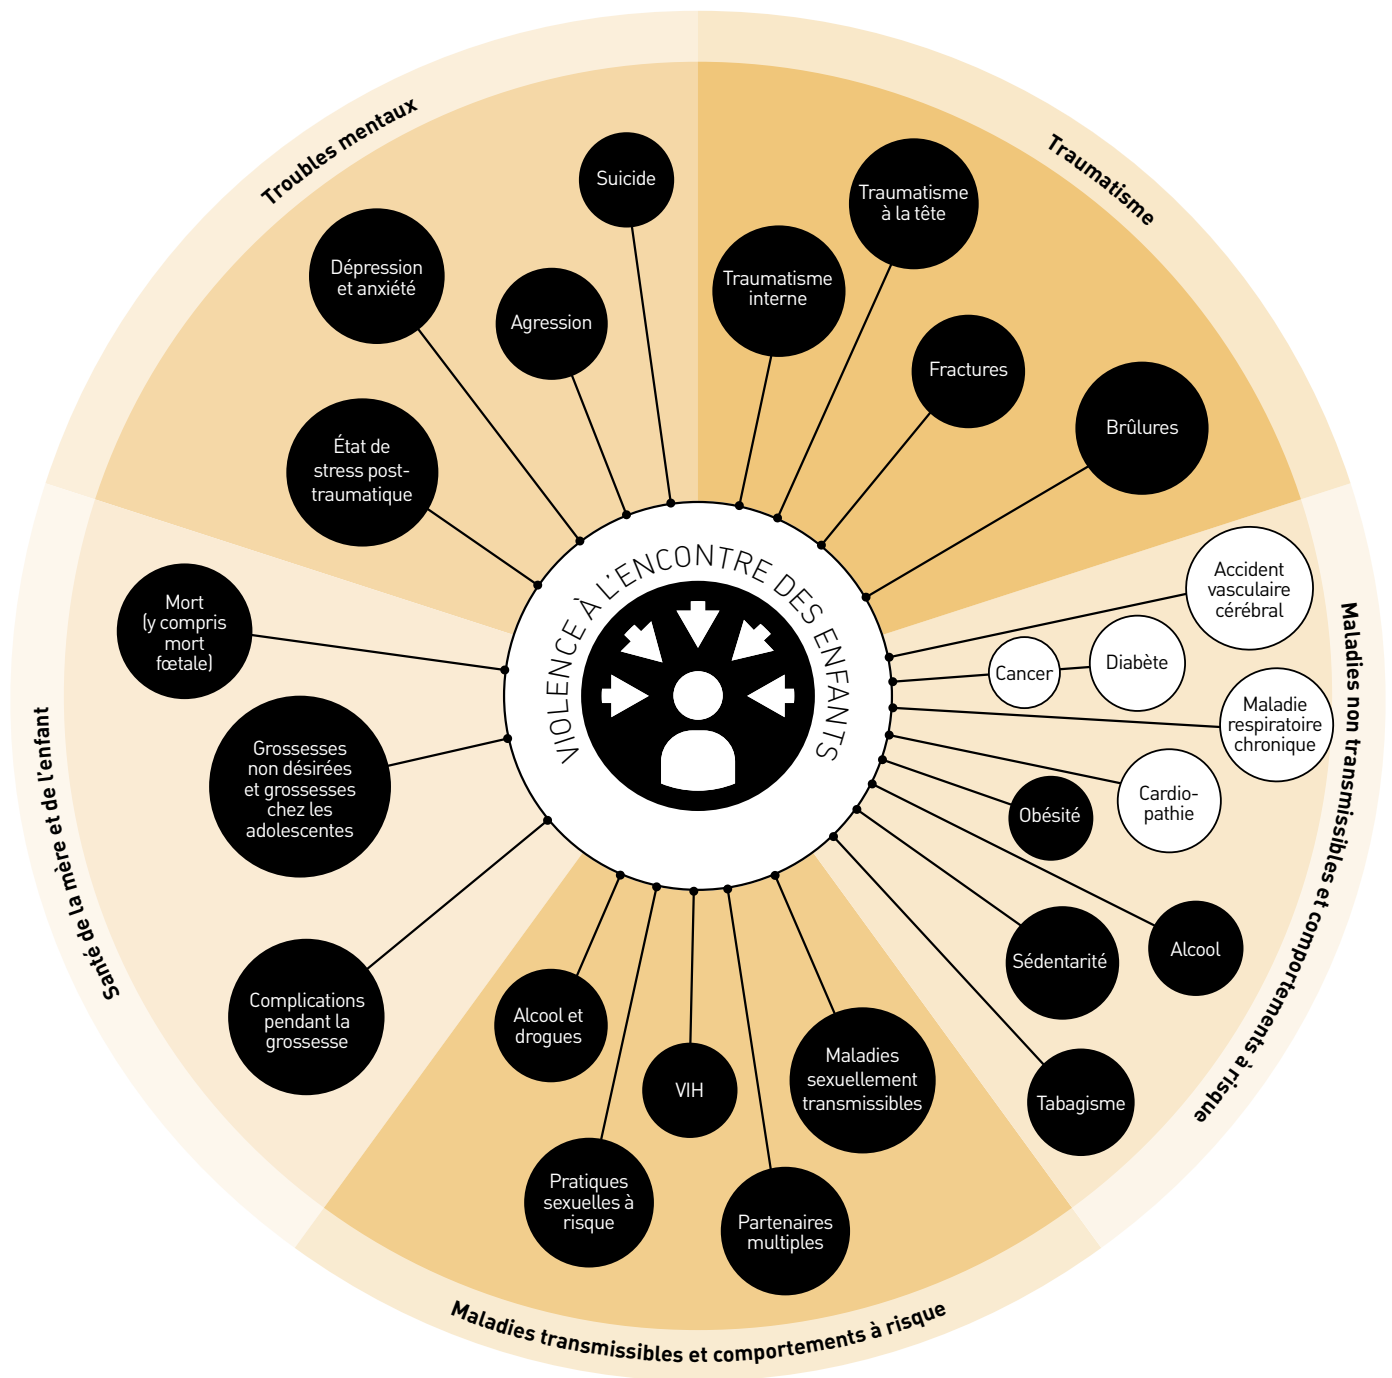 Troubles mentaux
Suicide
Dépression
et anxiété
Agression
État de
stress post-
traumatique
Traumatisme
Traumatisme
à la tête
Traumatisme
interne
Fractures
Brûlures
Maladies non transmissibles et comportements à risque
Accident
vasculaire
cérébral
Cancer
Diabète
Maladie
respiratoire
chronique
Cardio-
pathie
Obésité
Alcool
Sédentarité
Tabagisme
Maladies transmissibles et comportements à risque
Maladies
sexuellement
transmissibles
Partenaires
multiples
VIH
Pratiques
sexuelles à
risque
Alcool et
drogues
Santé de la mère et de l'enfant
Mort
(y compris
mort
fœtale)
Grossesses
non désirées
et grossesses
chez les
adolescentes
Complications
pendant la
grossesse
VIOLENCE À L'ENCONTRE DES ENFANTS